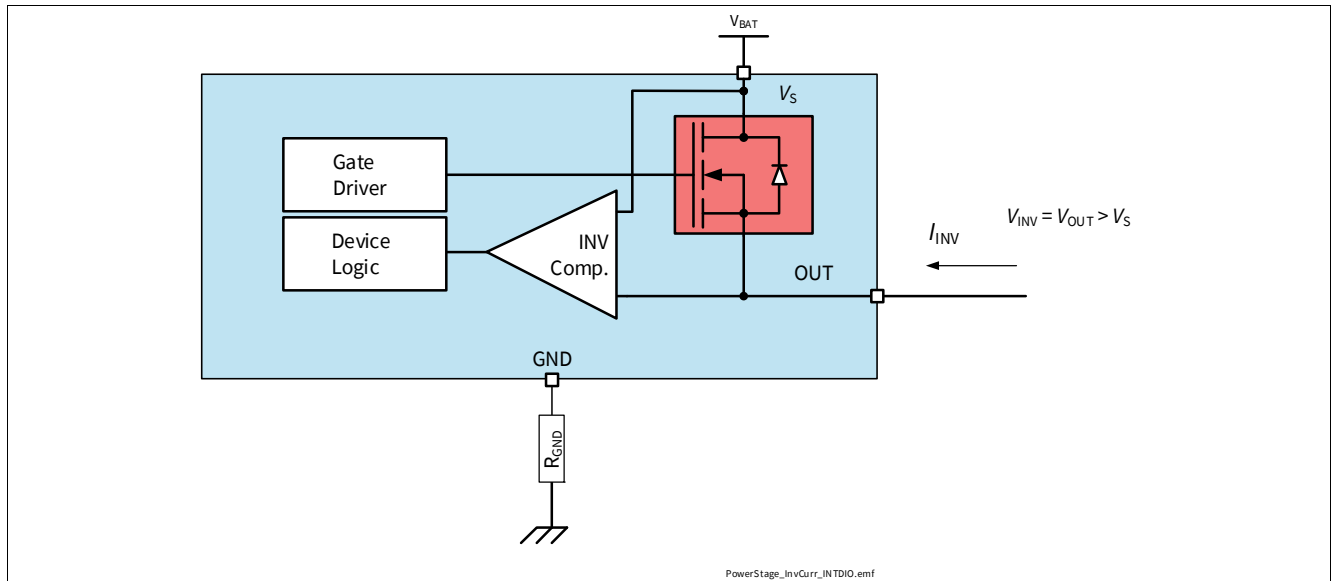 VBAT
VS
Gate
Driver
Device
Logic
INV
Comp.
OUT
IINV
VINV = VOUT > VS
GND
RGND
PowerStage_InvCurr_INTDIO.emf